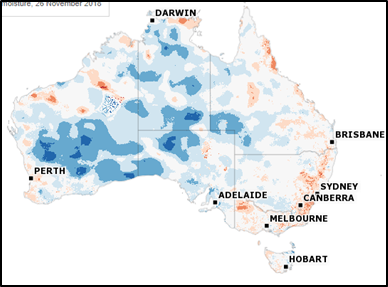 moisture, 26 November 2018
DARWIN
BRISBANE
PERTH
SYDNEY
ADELAIDE
CANBERRA
MELBOURNE
HOBART